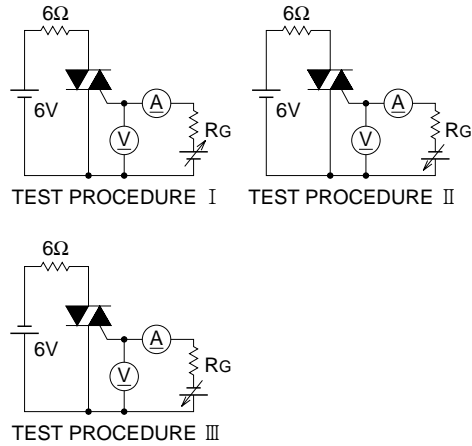 6Ω
6V
A
V
RG
TEST PROCEDURE Ⅰ
6Ω
6V
A
V
RG
TEST PROCEDURE Ⅱ
6Ω
6V
A
V
RG
TEST PROCEDURE Ⅲ